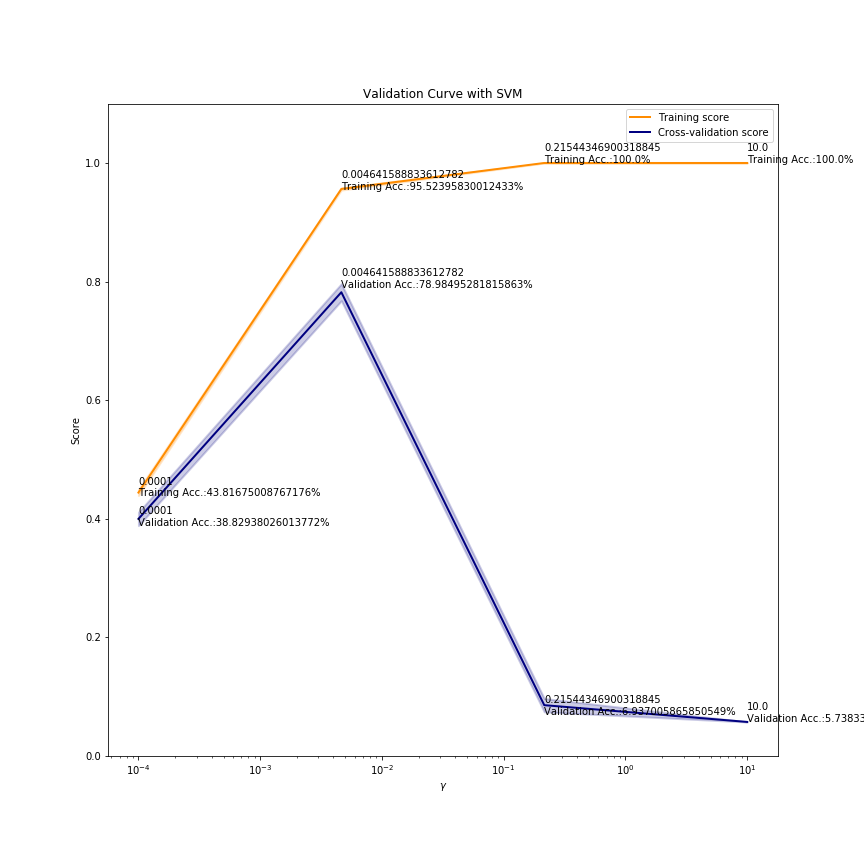 Validation Curve with SVM
Training score
Cross-validation score
0.21544346900318845
Training Acc.:100.0%
10.0
Training Acc.:100.0%
0.004641588833612782
Training Acc.:95.52395830012433%
0.004641588833612782
Validation Acc.:78.98495281815863%
0.0001
Training Acc.:43.81675008767176%
0.0001
Validation Acc.:38.82938026013772%
0.21544346900318845
Validation Acc.:6.937005865850549%
10.0
Validation Acc.:5.73833
Score
1.0
0.8
0.6
0.4
0.2
0.0
10⁻⁴
10⁻³
10⁻²
10⁻¹
10⁰
10¹
γ